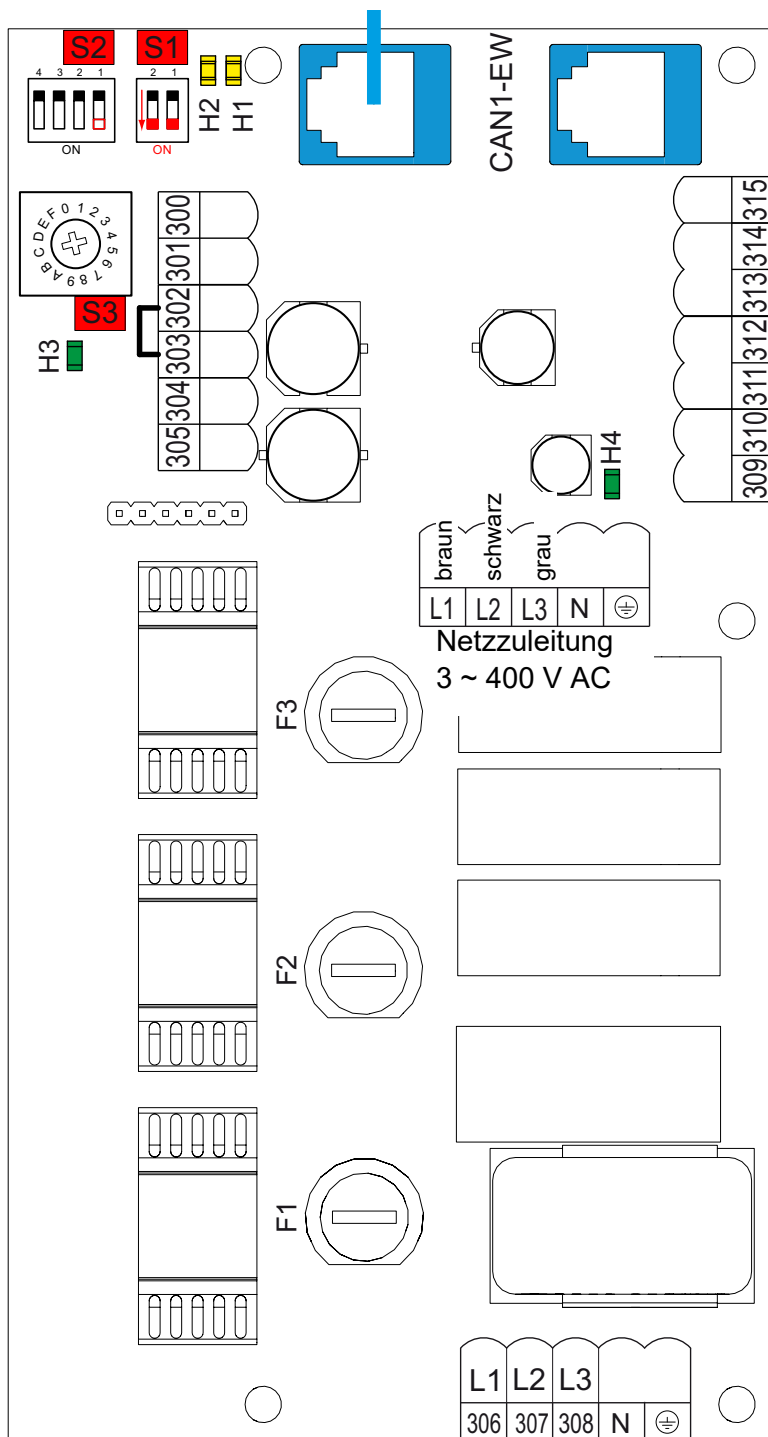 S2 S1
4 3 2 1
2 1
ON
ON
H2
H1
CAN1-EW
0 1 2 3 4 5 6 7 8 9 A B C D E F
S3
H3
300
301
302
303
304
305
315
314
313
312
311
310
309
H4
braun
schwarz
grau
L1 L2 L3 N
Netzzuleitung
3 ~ 400 V AC
F3
F2
F1
L1 L2 L3
306 307 308 N